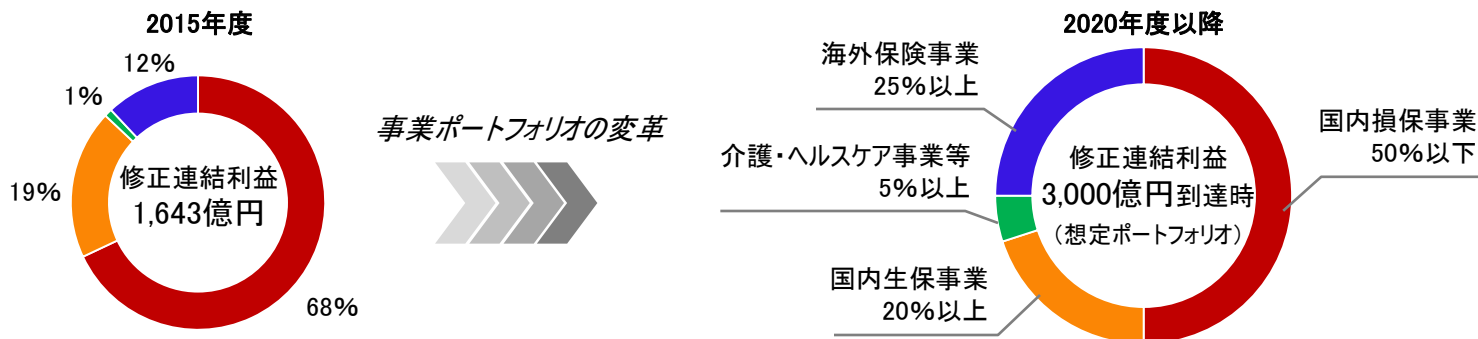 2015年度
12%
1%
19%
68%
修正連結利益
1,643億円
事業ポートフォリオの変革
2020年度以降
海外保険事業
25%以上
介護・ヘルスケア事業等
5%以上
国内生保事業
20%以上
国内損保事業
50%以下
修正連結利益
3,000億円到達時
（想定ポートフォリオ）